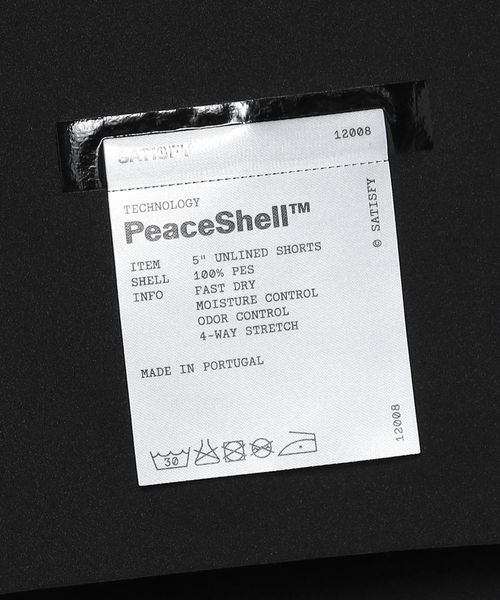 SATISFY
12008
TECHNOLOGY
PeaceShell™
ITEM 5" UNLINED SHORTS
SHELL 100% PES
INFO FAST DRY
MOISTURE CONTROL
ODOR CONTROL
4-WAY STRETCH
MADE IN PORTUGAL
30
© SATISFY
12008